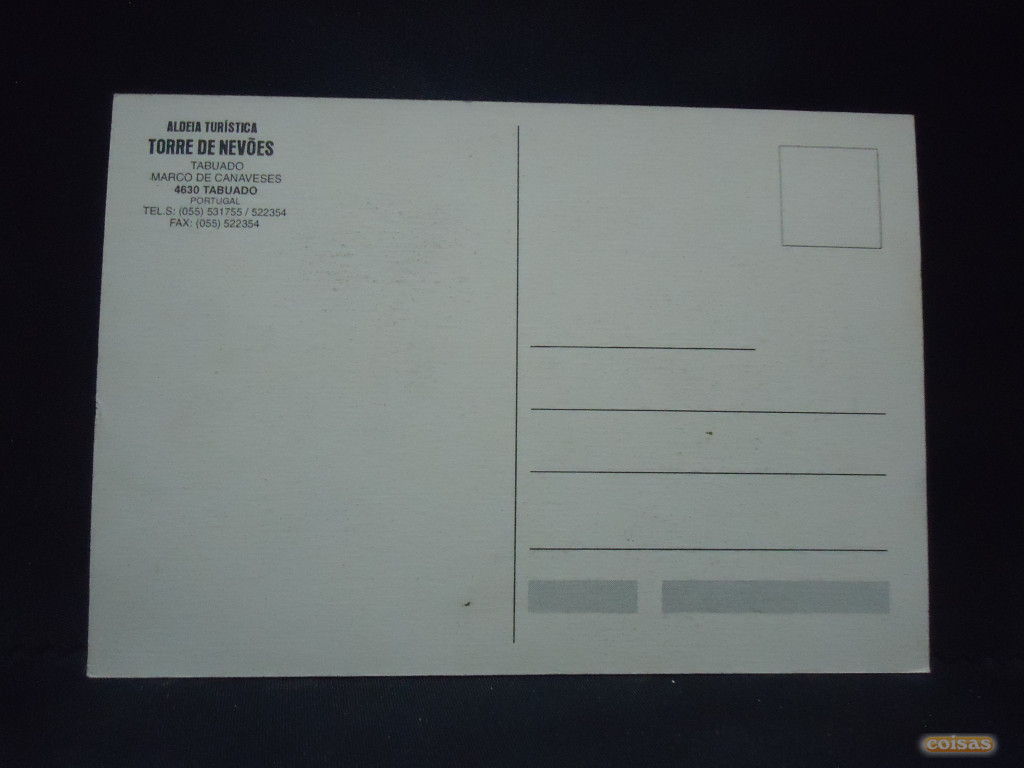 ALDEIA TURÍSTICA
TORRE DE NEVÕES
TABUADO
MARCO DE CANAVESES
4630 TABUADO
PORTUGAL
TEL.S: (055) 531755 / 522354
FAX: (055) 522354
coisas